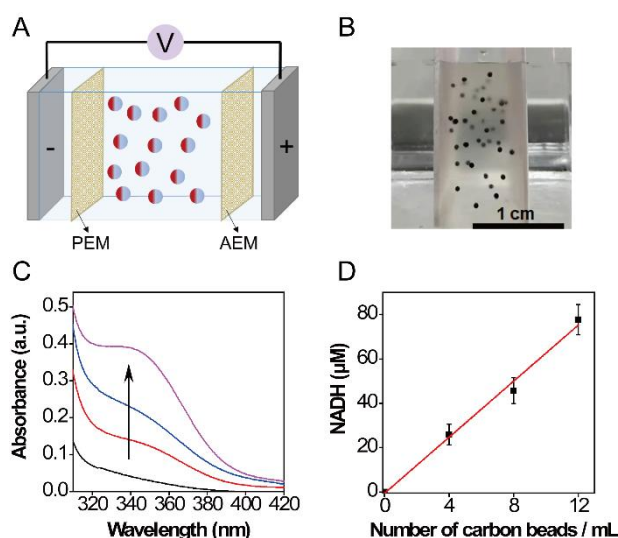 A
V
-
+
PEM
AEM
B
1 cm
C
Absorbance (a.u.)
0.5
0.4
0.3
0.2
0.1
0.0
320 340 360 380 400 420
Wavelength (nm)
D
NADH (µM)
80
60
40
20
0
0 4 8 12
Number of carbon beads / mL